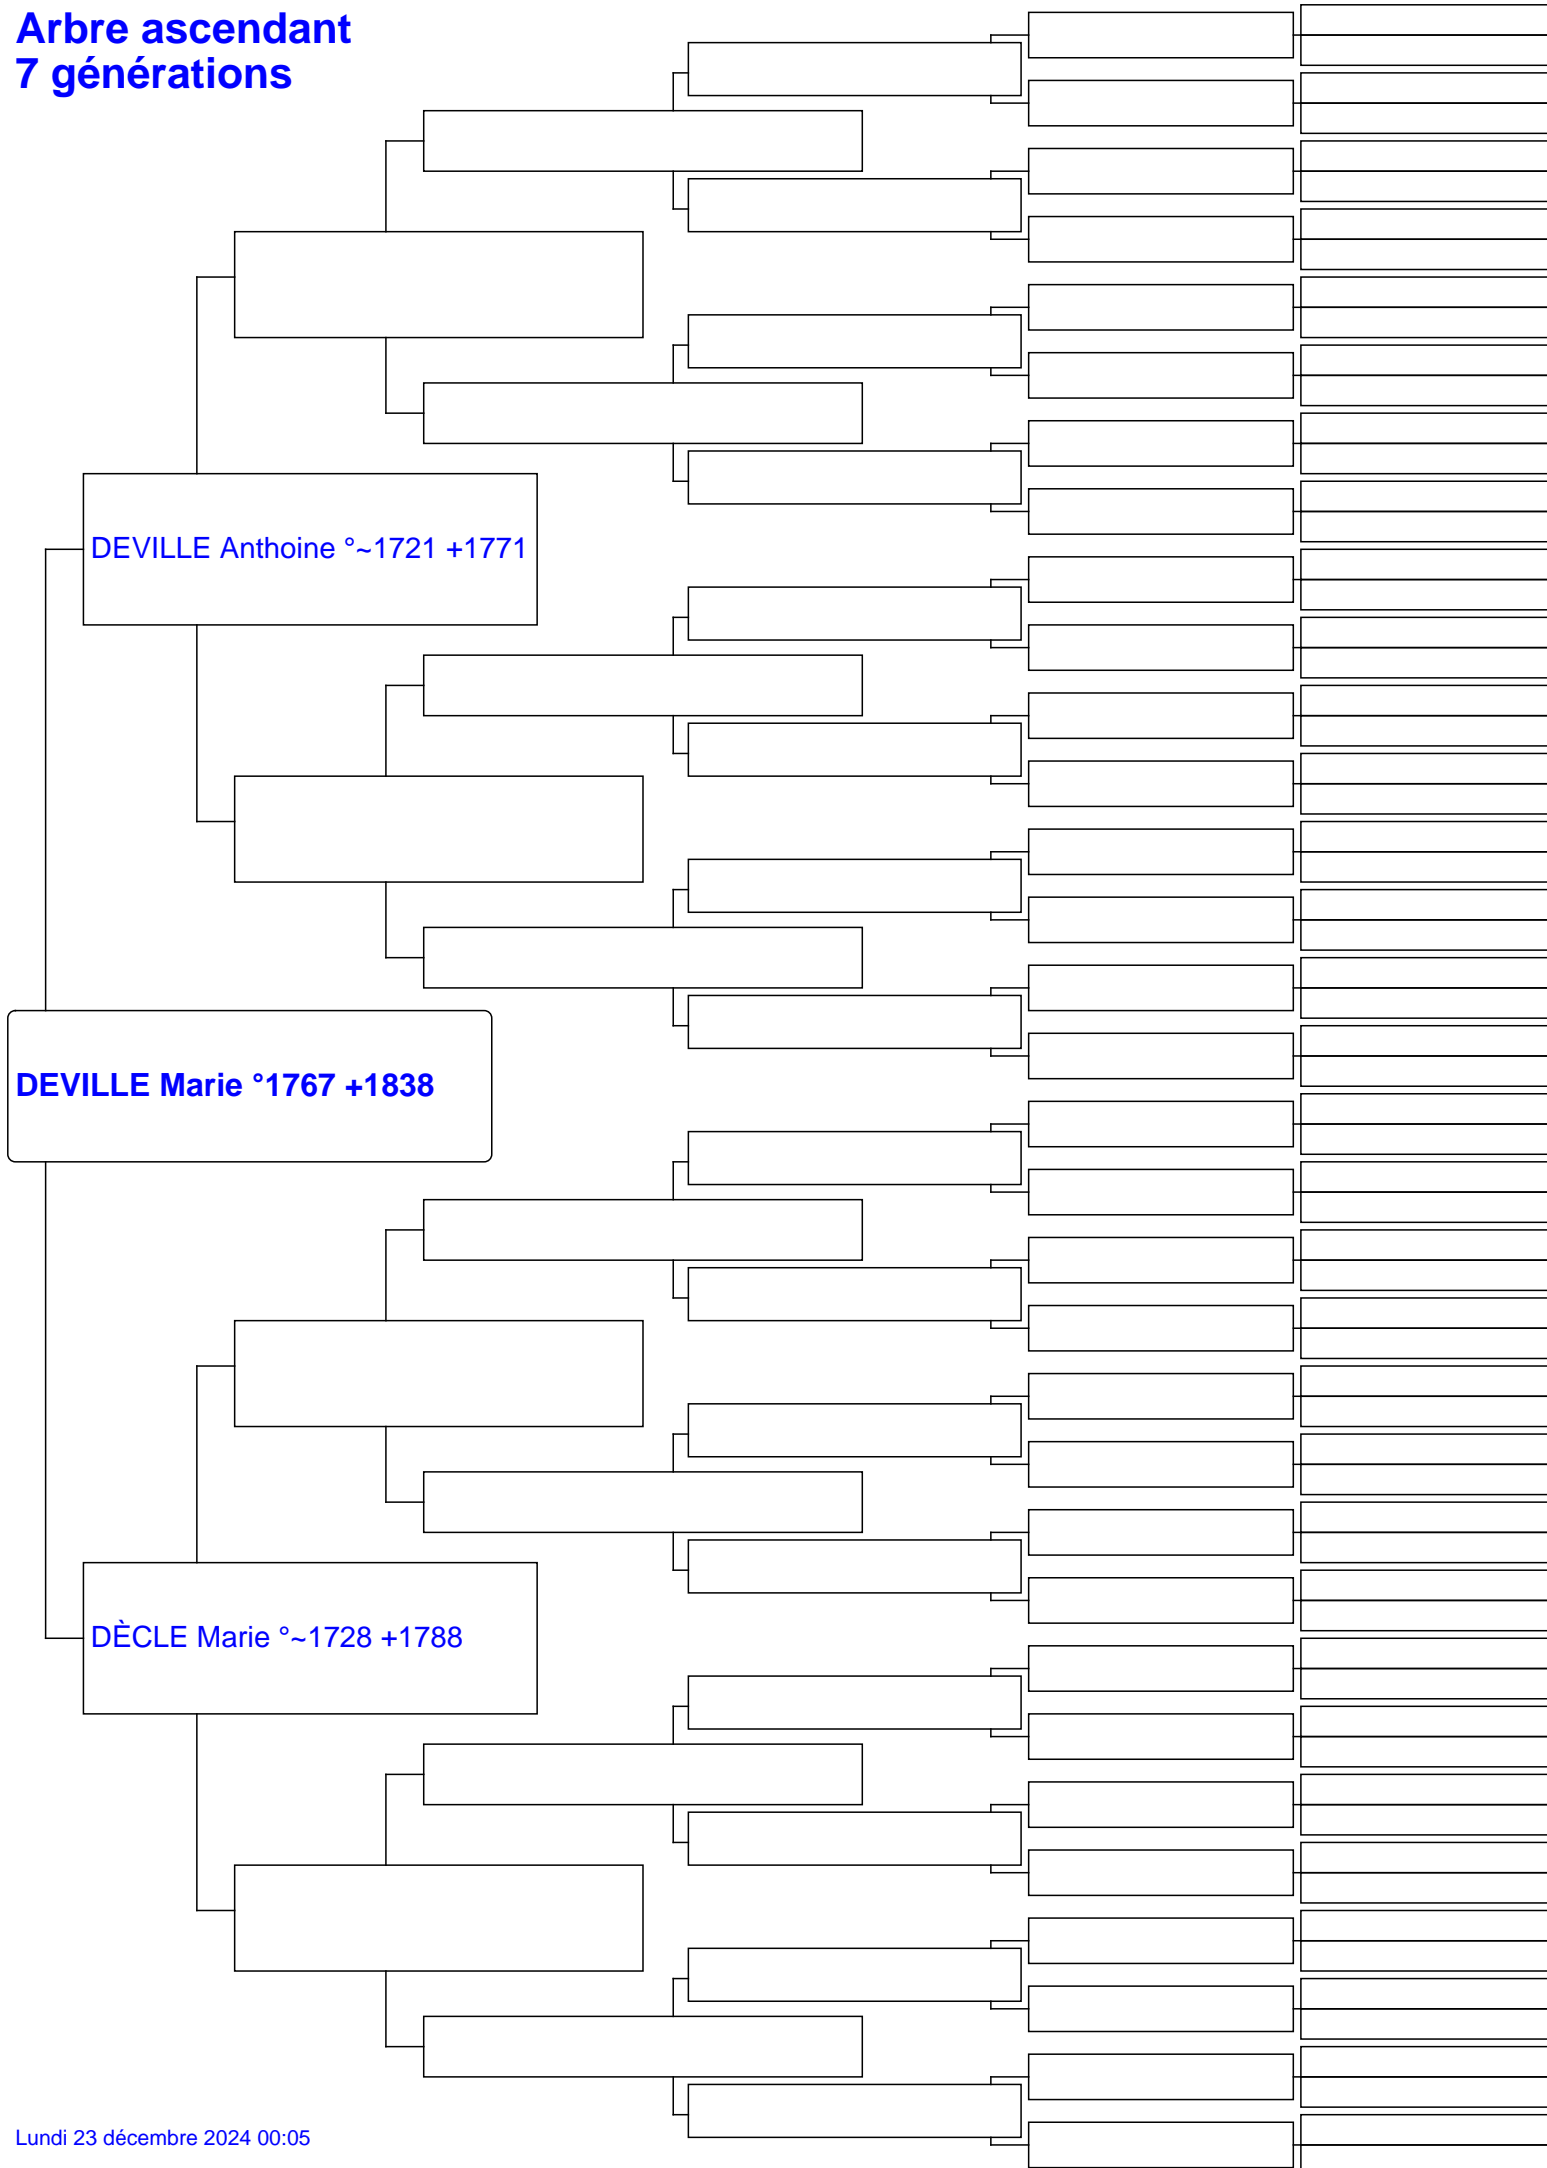 Arbre ascendant
7 générations
DEVILLE Anthoine °~1721 +1771
DEVILLE Marie °1767 +1838
DÈCLE Marie °~1728 +1788
Lundi 23 décembre 2024 00:05